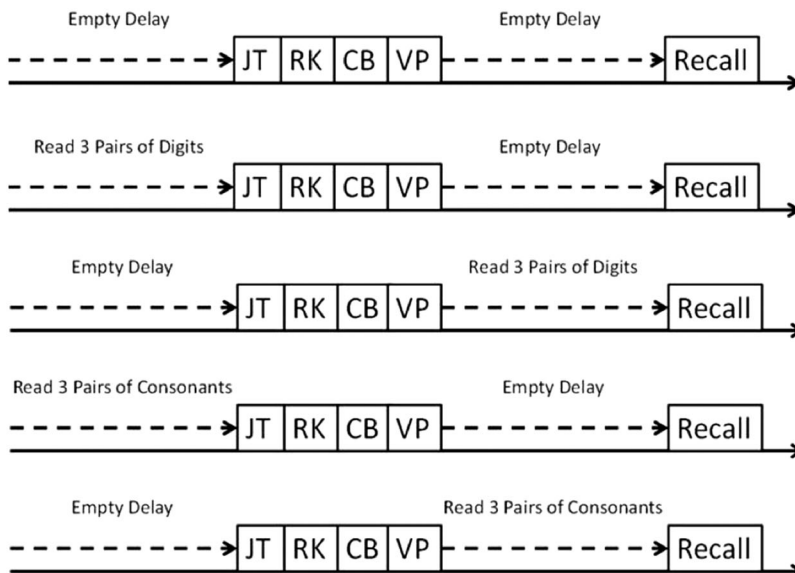 Empty Delay Empty Delay
JT RK CB VP Recall
Read 3 Pairs of Digits Empty Delay
JT RK CB VP Recall
Empty Delay Read 3 Pairs of Digits
JT RK CB VP Recall
Read 3 Pairs of Consonants Empty Delay
JT RK CB VP Recall
Empty Delay Read 3 Pairs of Consonants
JT RK CB VP Recall